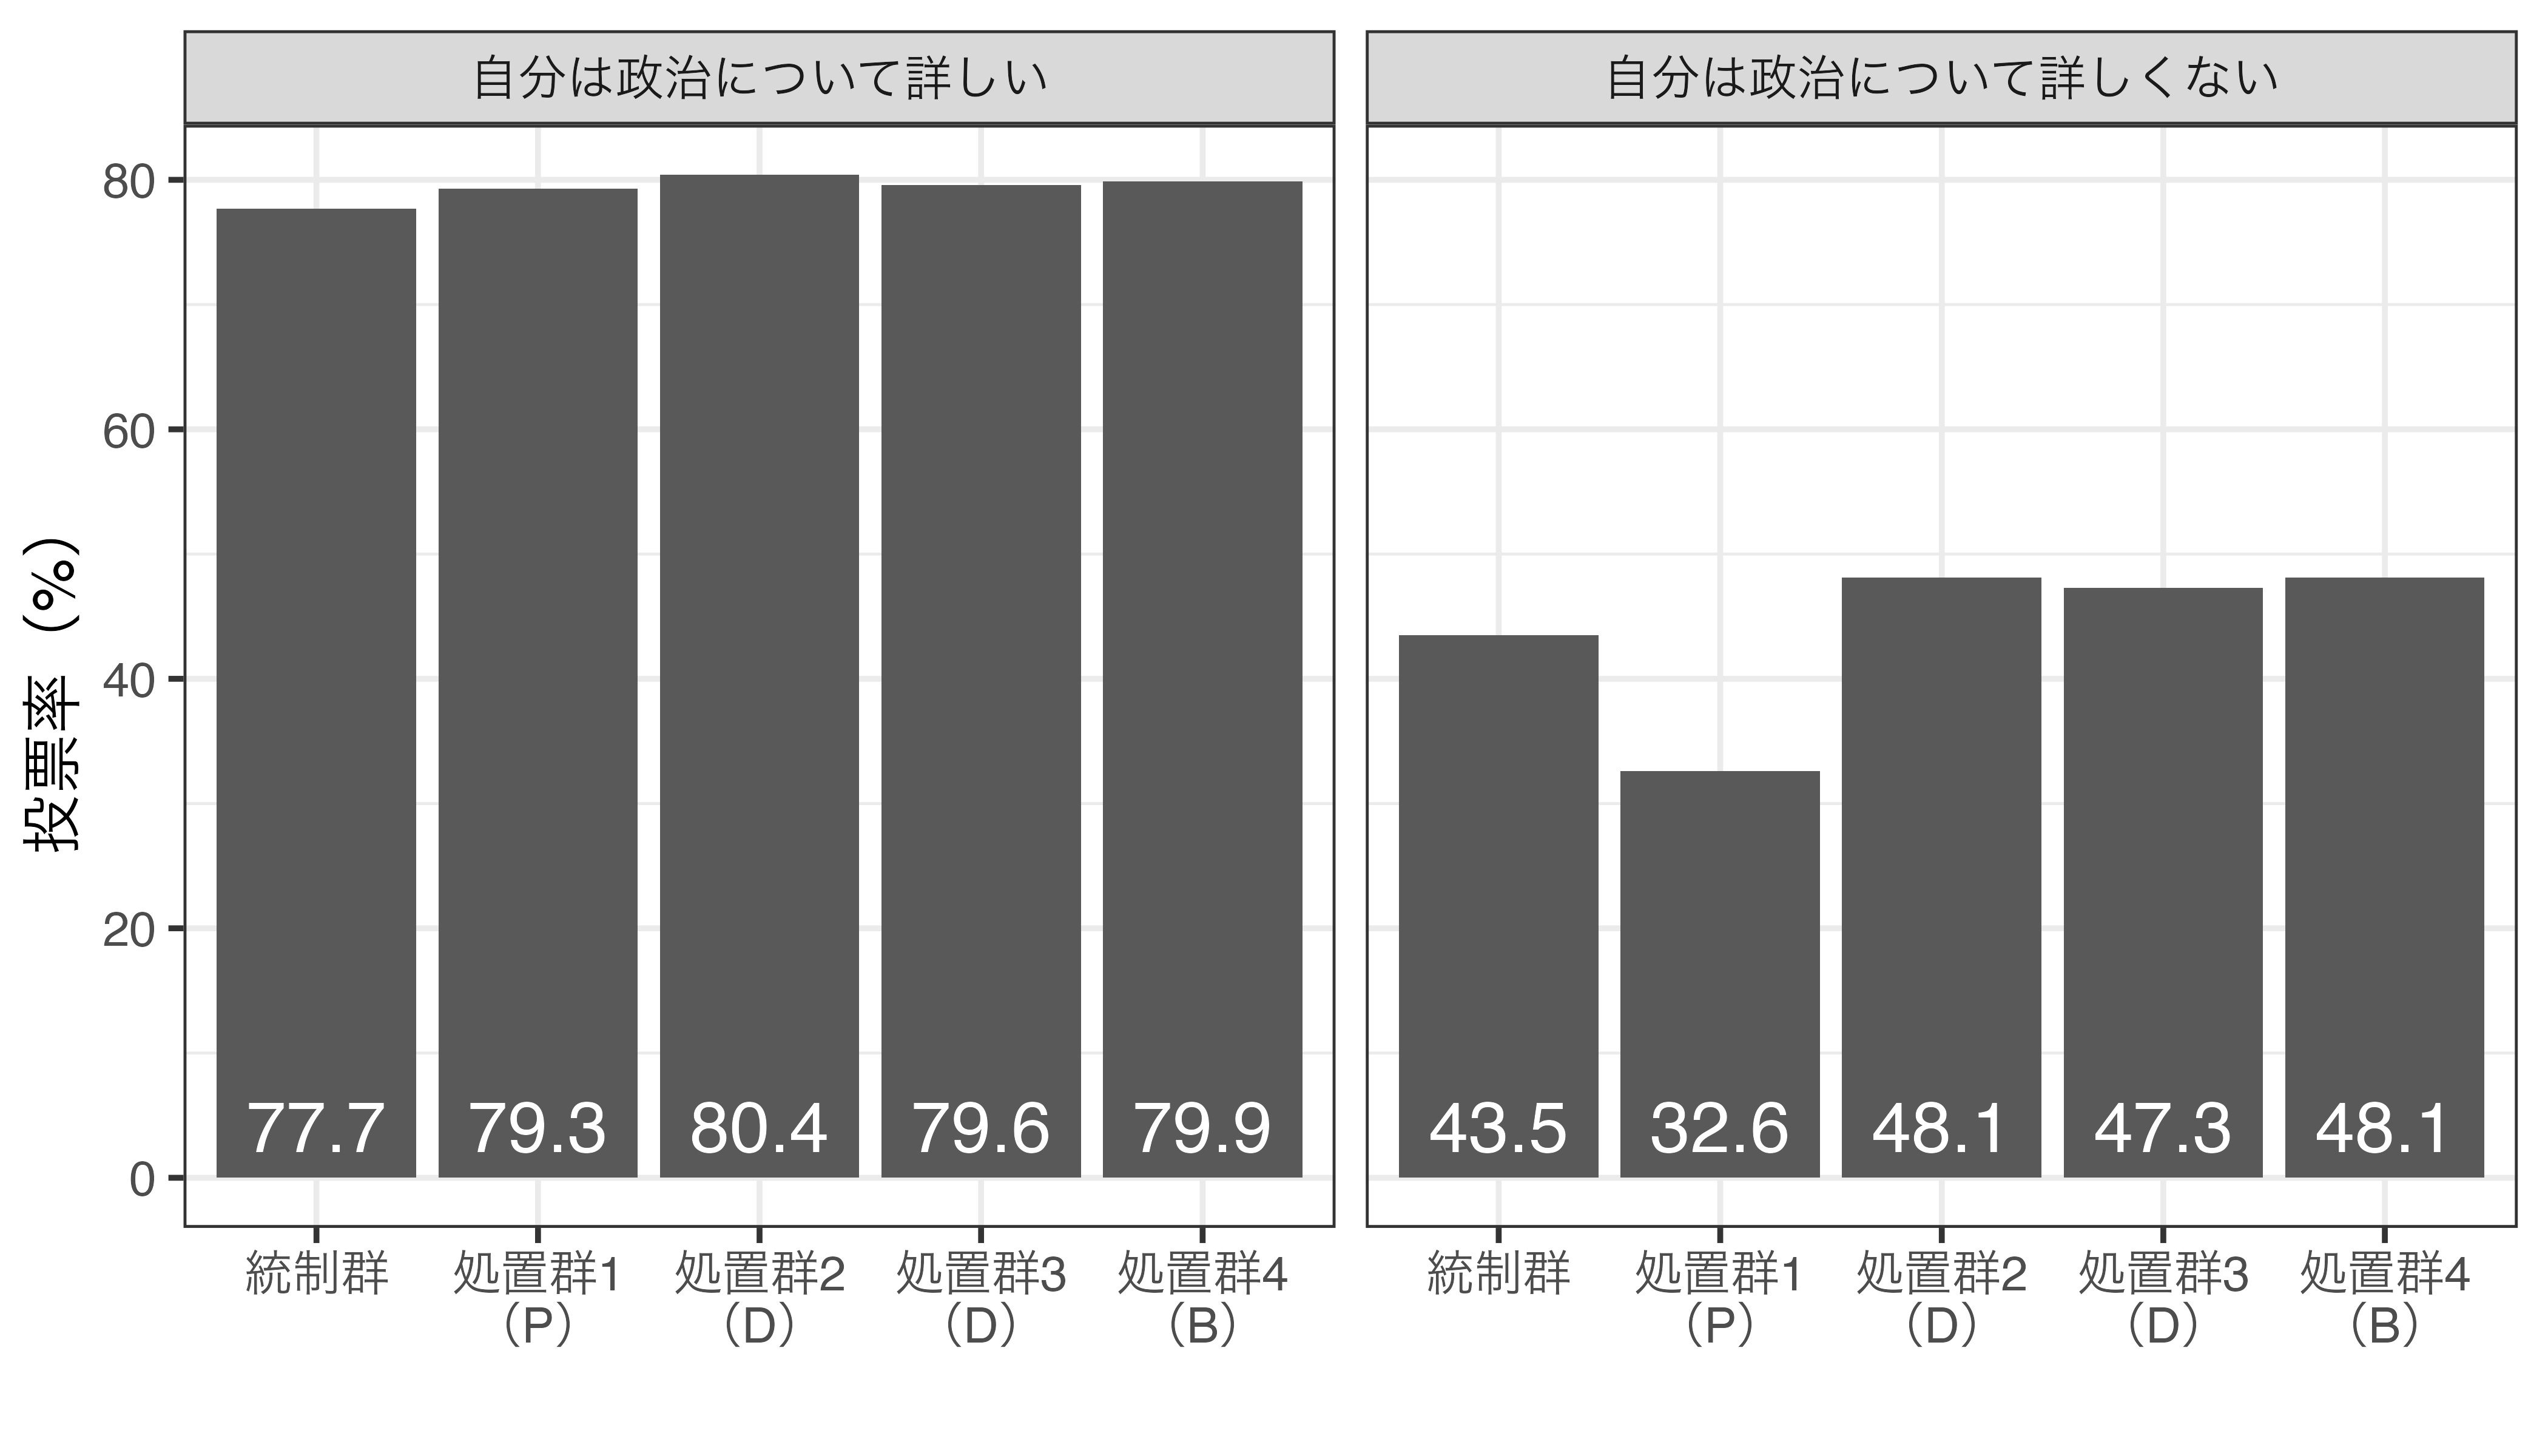 自分は政治について詳しい
自分は政治について詳しくない
投票率（%）
80
60
40
20
0
77.7
79.3
80.4
79.6
79.9
43.5
32.6
48.1
47.3
48.1
統制群
処置群1
（P）
処置群2
（D）
処置群3
（D）
処置群4
（B）
統制群
処置群1
（P）
処置群2
（D）
処置群3
（D）
処置群4
（B）